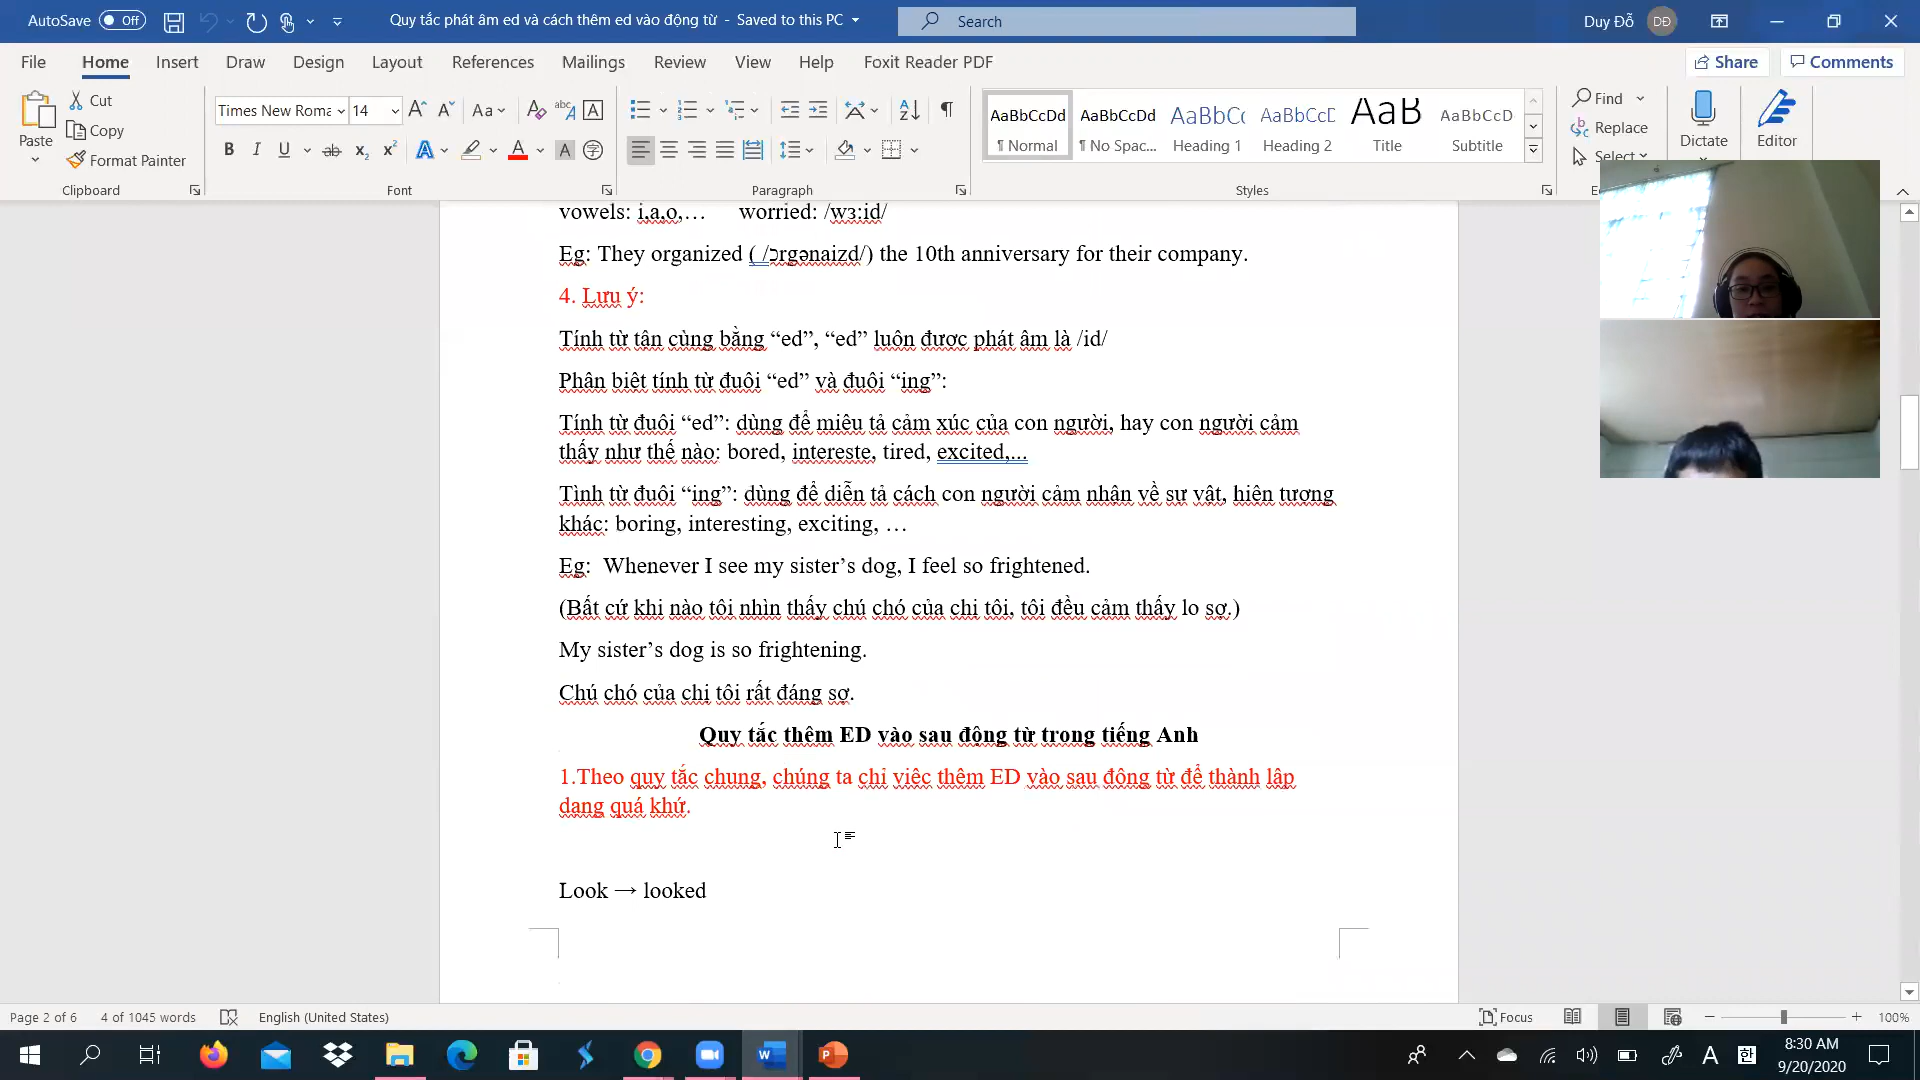 AutoSave Off Quy tắc phát âm ed và cách thêm ed vào động từ - Saved to this PC Search Duy Đỗ DĐ
File Home Insert Draw Design Layout References Mailings Review View Help Foxit Reader PDF Share Comments
Paste Cut Copy Format Painter
Times New Roma 14
AaBbCcDd AaBbCcDd AaBbCc AaBbCcD AaB AaBbCcD
¶ Normal ¶ No Spac... Heading 1 Heading 2 Title Subtitle
Find Replace Select Dictate Editor
Clipboard Font Paragraph Styles
vowels: i,a,o,… worried: /wɜ:id/
Eg: They organized ( /ɔrgənaizd/) the 10th anniversary for their company.
4. Lưu ý:
Tính từ tận cùng bằng “ed”, “ed” luôn được phát âm là /id/
Phân biệt tính từ đuôi “ed” và đuôi “ing”:
Tính từ đuôi “ed”: dùng để miêu tả cảm xúc của con người, hay con người cảm
thấy như thế nào: bored, intereste, tired, excited,...
Tình từ đuôi “ing”: dùng để diễn tả cách con người cảm nhận về sự vật, hiện tượng
khác: boring, interesting, exciting, …
Eg: Whenever I see my sister’s dog, I feel so frightened.
(Bất cứ khi nào tôi nhìn thấy chú chó của chị tôi, tôi đều cảm thấy lo sợ.)
My sister’s dog is so frightening.
Chú chó của chị tôi rất đáng sợ.
Quy tắc thêm ED vào sau động từ trong tiếng Anh
1.Theo quy tắc chung, chúng ta chỉ việc thêm ED vào sau động từ để thành lập
dạng quá khứ.
Look → looked
Page 2 of 6 4 of 1045 words English (United States) Focus 100%
8:30 AM
9/20/2020